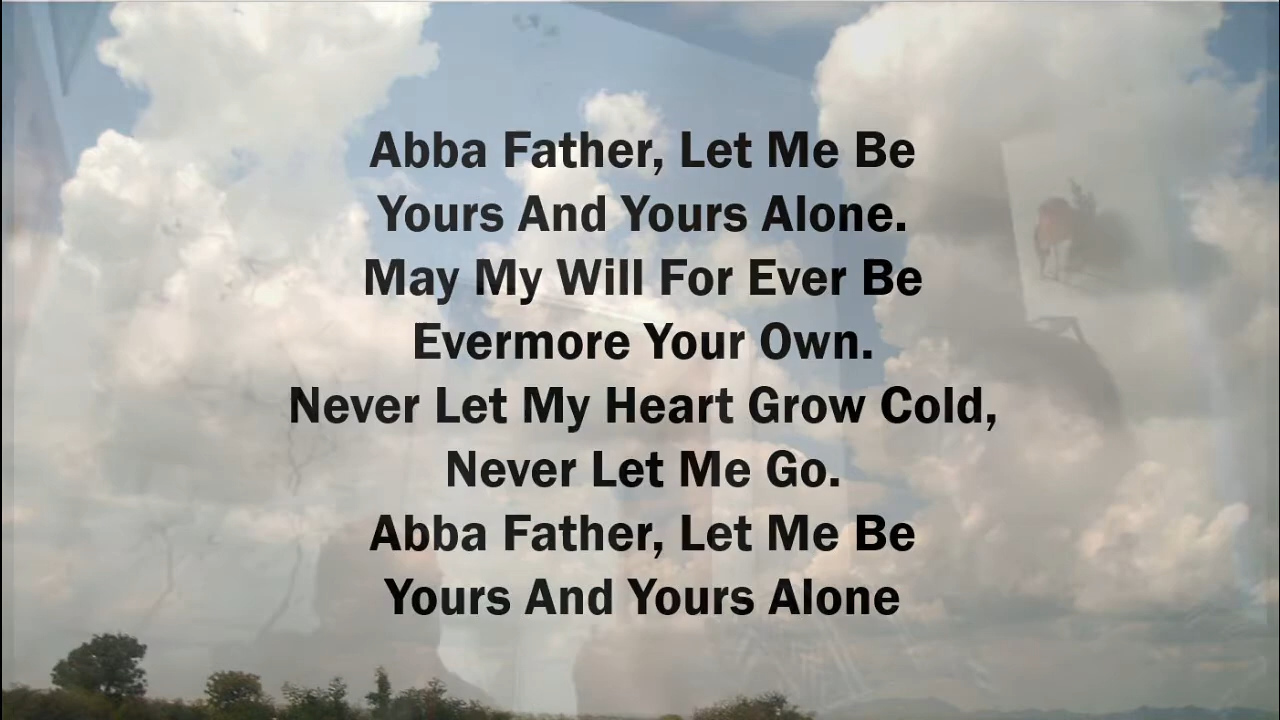 Abba Father, Let Me Be
Yours And Yours Alone.
May My Will For Ever Be
Evermore Your Own.
Never Let My Heart Grow Cold,
Never Let Me Go.
Abba Father, Let Me Be
Yours And Yours Alone